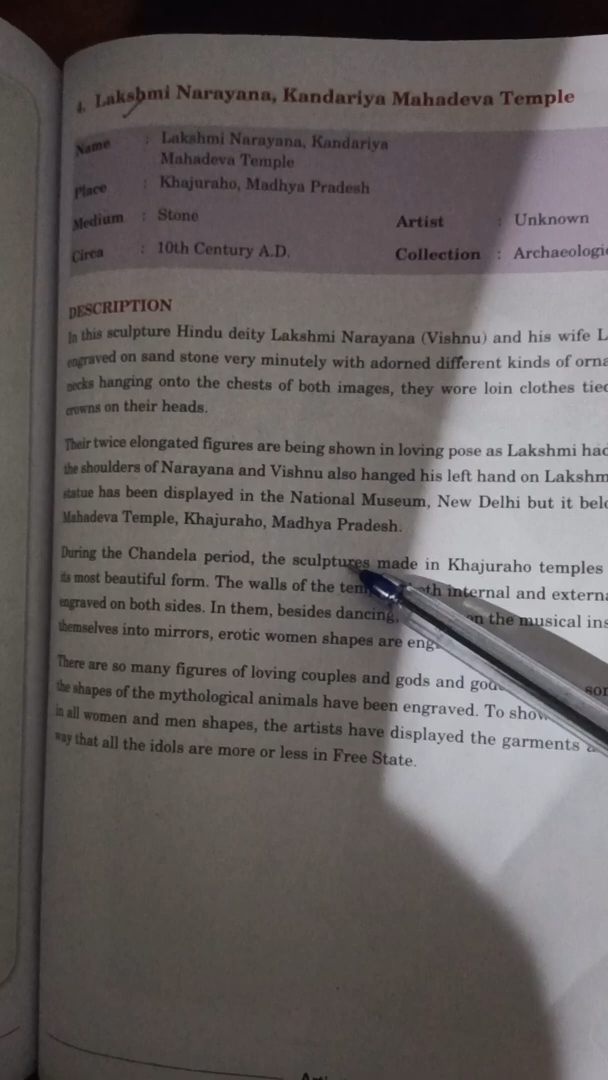 4. Lakshmi Narayana, Kandariya Mahadeva Temple
Name : Lakshmi Narayana, Kandariya
Mahadeva Temple
Place : Khajuraho, Madhya Pradesh
Medium : Stone Artist : Unknown
Circa : 10th Century A.D. Collection : Archaeologi
DESCRIPTION
In this sculpture Hindu deity Lakshmi Narayana (Vishnu) and his wife L
engraved on sand stone very minutely with adorned different kinds of orna
necks hanging onto the chests of both images, they wore loin clothes tied
crowns on their heads.
Their twice elongated figures are being shown in loving pose as Lakshmi had
the shoulders of Narayana and Vishnu also hanged his left hand on Lakshm
statue has been displayed in the National Museum, New Delhi but it belo
Mahadeva Temple, Khajuraho, Madhya Pradesh.
During the Chandela period, the sculptures made in Khajuraho temples
its most beautiful form. The walls of the tem th internal and externa
engraved on both sides. In them, besides dancing, on the musical ins
themselves into mirrors, erotic women shapes are eng
There are so many figures of loving couples and gods and god som
the shapes of the mythological animals have been engraved. To show
in all women and men shapes, the artists have displayed the garments
way that all the idols are more or less in Free State.